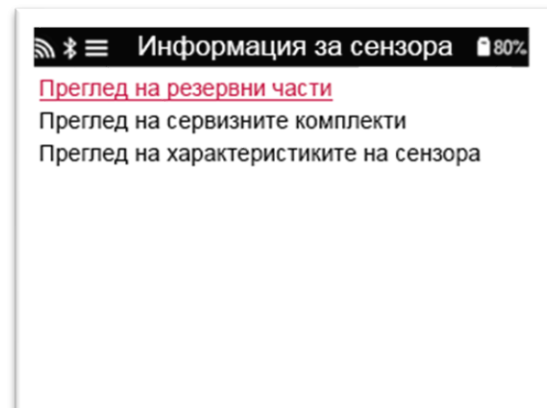 Информация за сензора 80%
Преглед на резервни части
Преглед на сервизните комплекти
Преглед на характеристиките на сензора